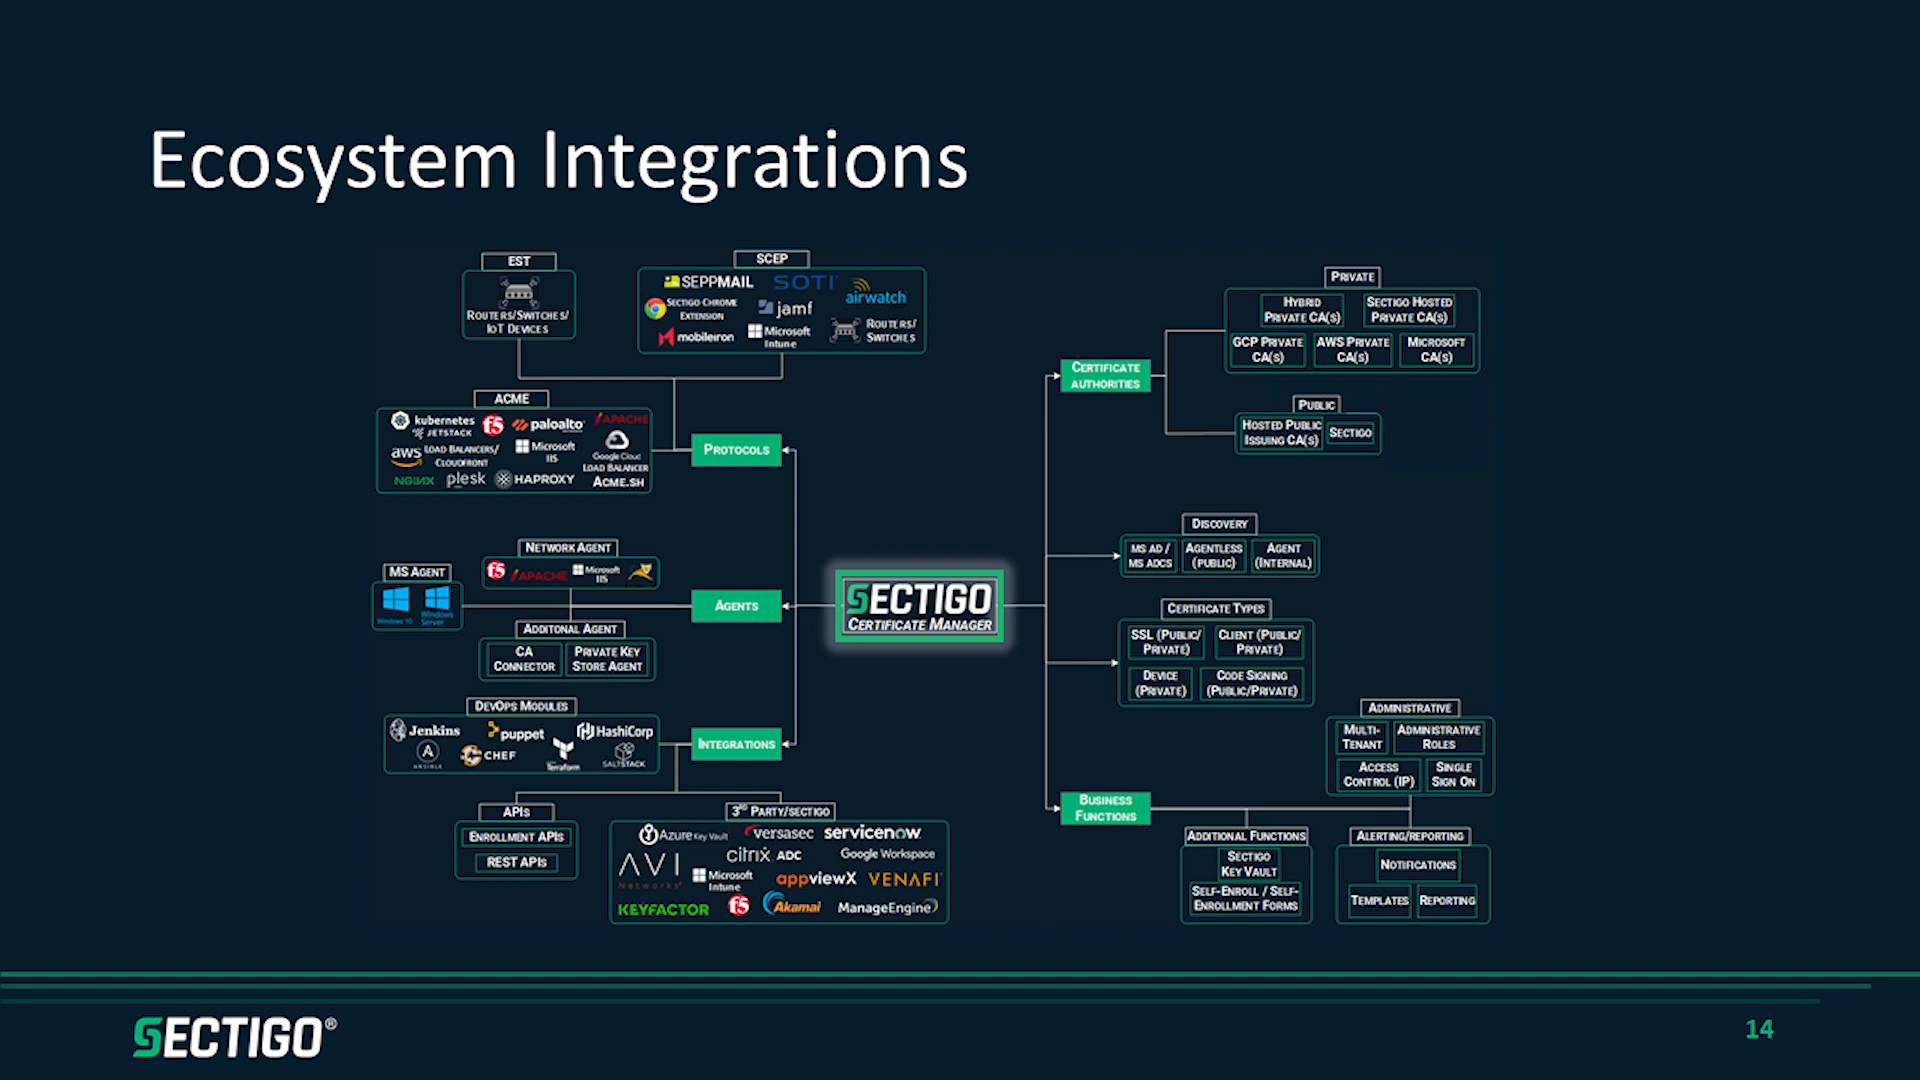 Ecosystem Integrations
EST
ROUTERS/SWITCHES/
IOT DEVICES
SCEP
SEPPMAIL
SOTI
airwatch
SECTIGO CHROME
EXTENSION
jamf
mobileiron
Microsoft
Intune
ROUTERS/
SWITCHES
ACME
kubernetes
JETSTACK
f5
paloalto
APACHE
aws
LOAD BALANCERS/
CLOUDFRONT
Microsoft
IIS
Google Cloud
LOAD BALANCER
NGINX
plesk
HAPROXY
ACME.SH
PROTOCOLS
NETWORK AGENT
f5
APACHE
Microsoft
IIS
MS AGENT
Windows 10
Windows
Server
AGENTS
ADDITONAL AGENT
CA
CONNECTOR
PRIVATE KEY
STORE AGENT
DEVOPS MODULES
Jenkins
puppet
HashiCorp
A
ANSIBLE
CHEF
Terraform
SALTSTACK
INTEGRATIONS
APIS
ENROLLMENT APIS
REST APIS
3RD PARTY/SECTIGO
Azure Key Vault
versasec
servicenow
AVI
Networks
citrix ADC
Google Workspace
Microsoft
Intune
appviewX
VENAFI
KEYFACTOR
f5
Akamai
ManageEngine
SECTIGO
CERTIFICATE MANAGER
CERTIFICATE
AUTHORITIES
PRIVATE
HYBRID
PRIVATE CA(S)
SECTIGO HOSTED
PRIVATE CA(S)
GCP PRIVATE
CA(S)
AWS PRIVATE
CA(S)
MICROSOFT
CA(S)
PUBLIC
HOSTED PUBLIC
ISSUING CA(S)
SECTIGO
DISCOVERY
MS AD /
MS ADCS
AGENTLESS
(PUBLIC)
AGENT
(INTERNAL)
CERTIFICATE TYPES
SSL (PUBLIC/
PRIVATE)
CLIENT (PUBLIC/
PRIVATE)
DEVICE
(PRIVATE)
CODE SIGNING
(PUBLIC/PRIVATE)
BUSINESS
FUNCTIONS
ADMINISTRATIVE
MULTI-
TENANT
ADMINISTRATIVE
ROLES
ACCESS
CONTROL (IP)
SINGLE
SIGN ON
ADDITIONAL FUNCTIONS
SECTIGO
KEY VAULT
SELF-ENROLL / SELF-
ENROLLMENT FORMS
ALERTING/REPORTING
NOTIFICATIONS
TEMPLATES
REPORTING
SECTIGO®
14